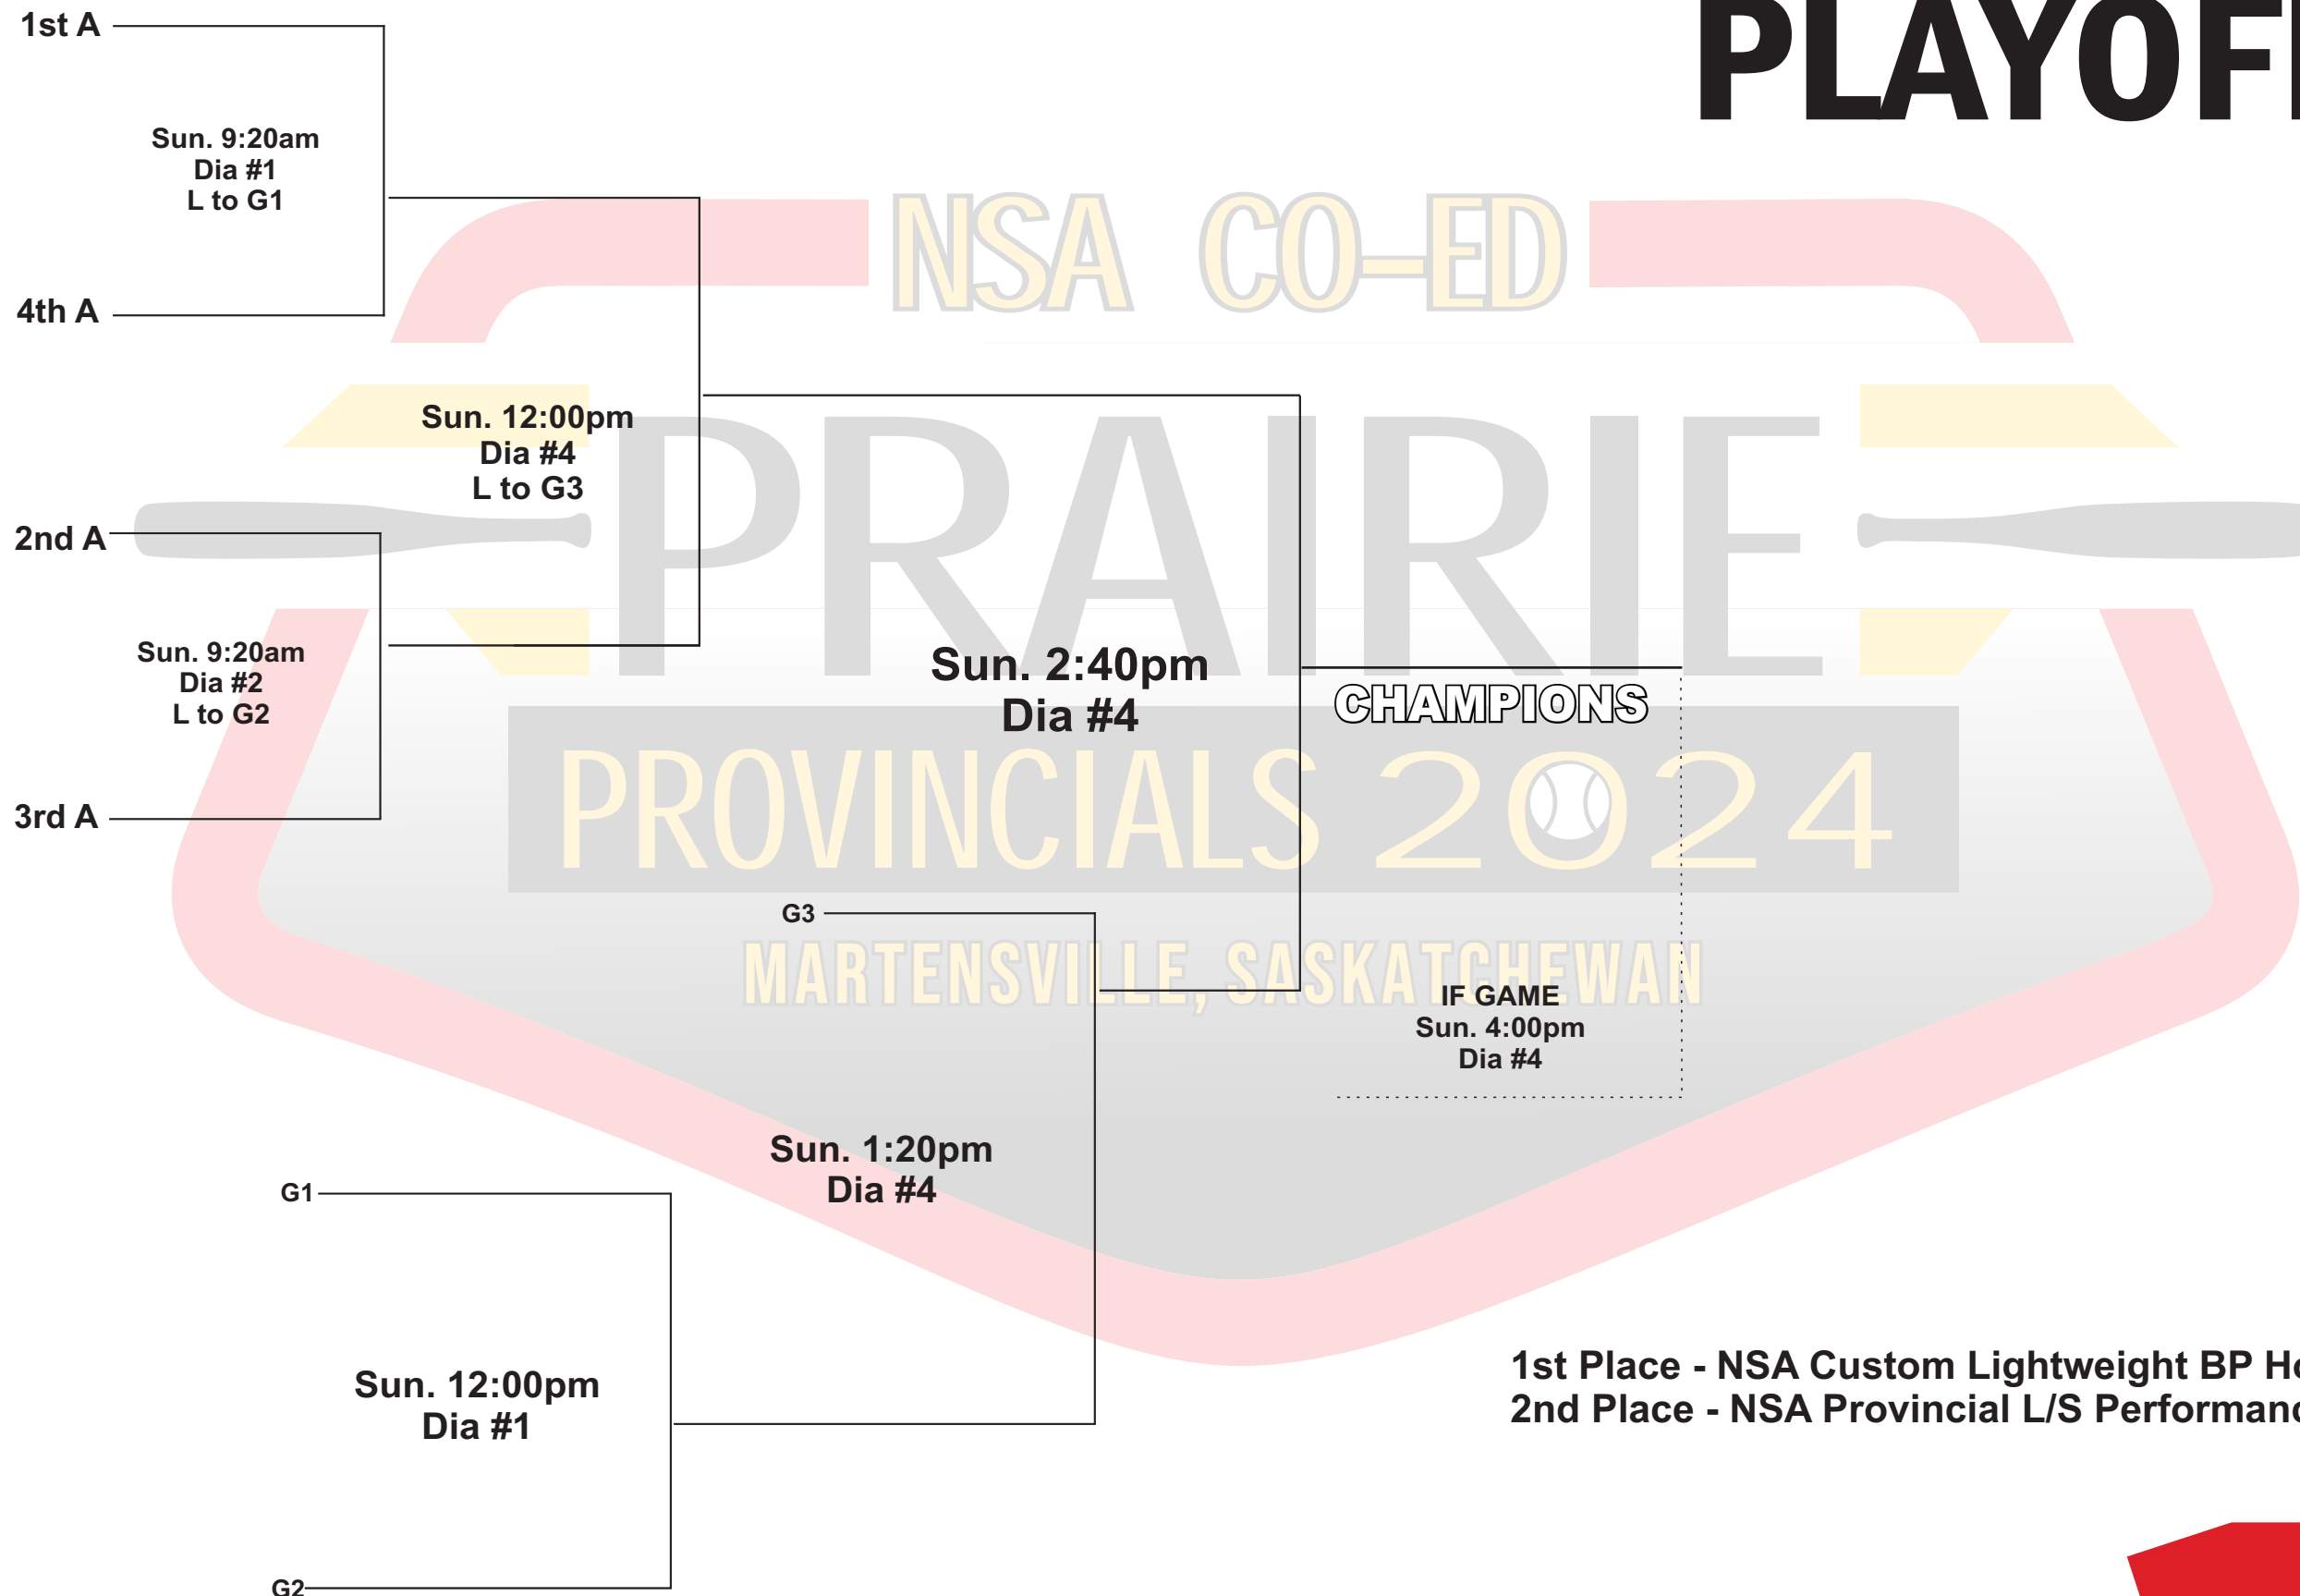 PLAYOF
1st A
Sun. 9:20am
Dia #1
L to G1
4th A
NSA CO-ED
PRAIRIE
PROVINCIALS 2024
MARTENSVILLE, SASKATCHEWAN
Sun. 12:00pm
Dia #4
L to G3
2nd A
Sun. 9:20am
Dia #2
L to G2
3rd A
Sun. 2:40pm
Dia #4
CHAMPIONS
G3
IF GAME
Sun. 4:00pm
Dia #4
Sun. 1:20pm
Dia #4
G1
Sun. 12:00pm
Dia #1
G2
1st Place - NSA Custom Lightweight BP
2nd Place - NSA Provincial L/S